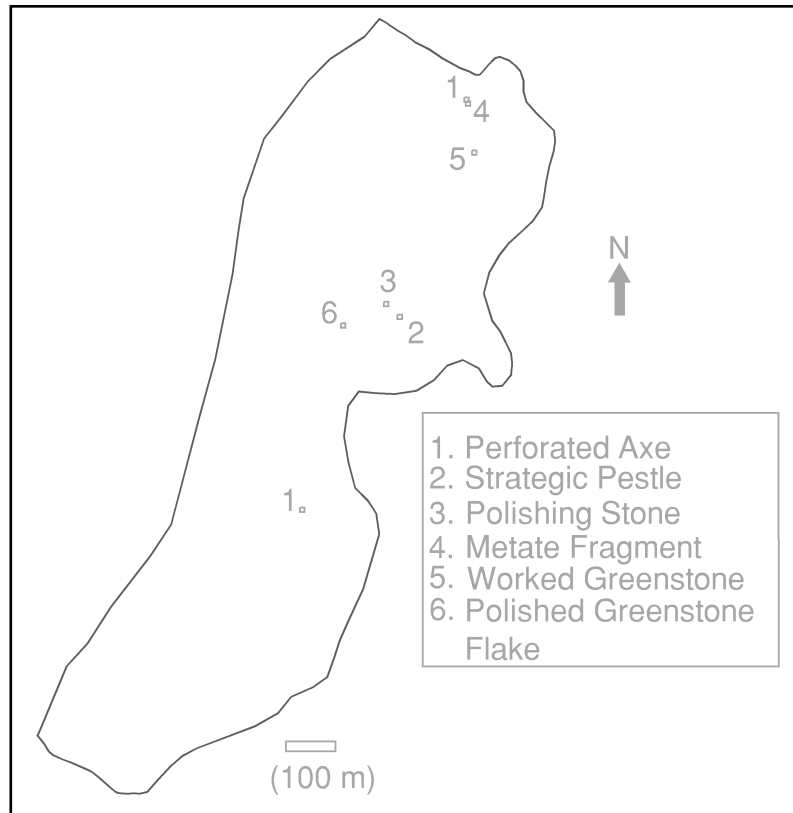 1
4
5
N
3
6
2
1. Perforated Axe
2. Strategic Pestle
3. Polishing Stone
4. Metate Fragment
5. Worked Greenstone
6. Polished Greenstone
Flake
1
(100 m)